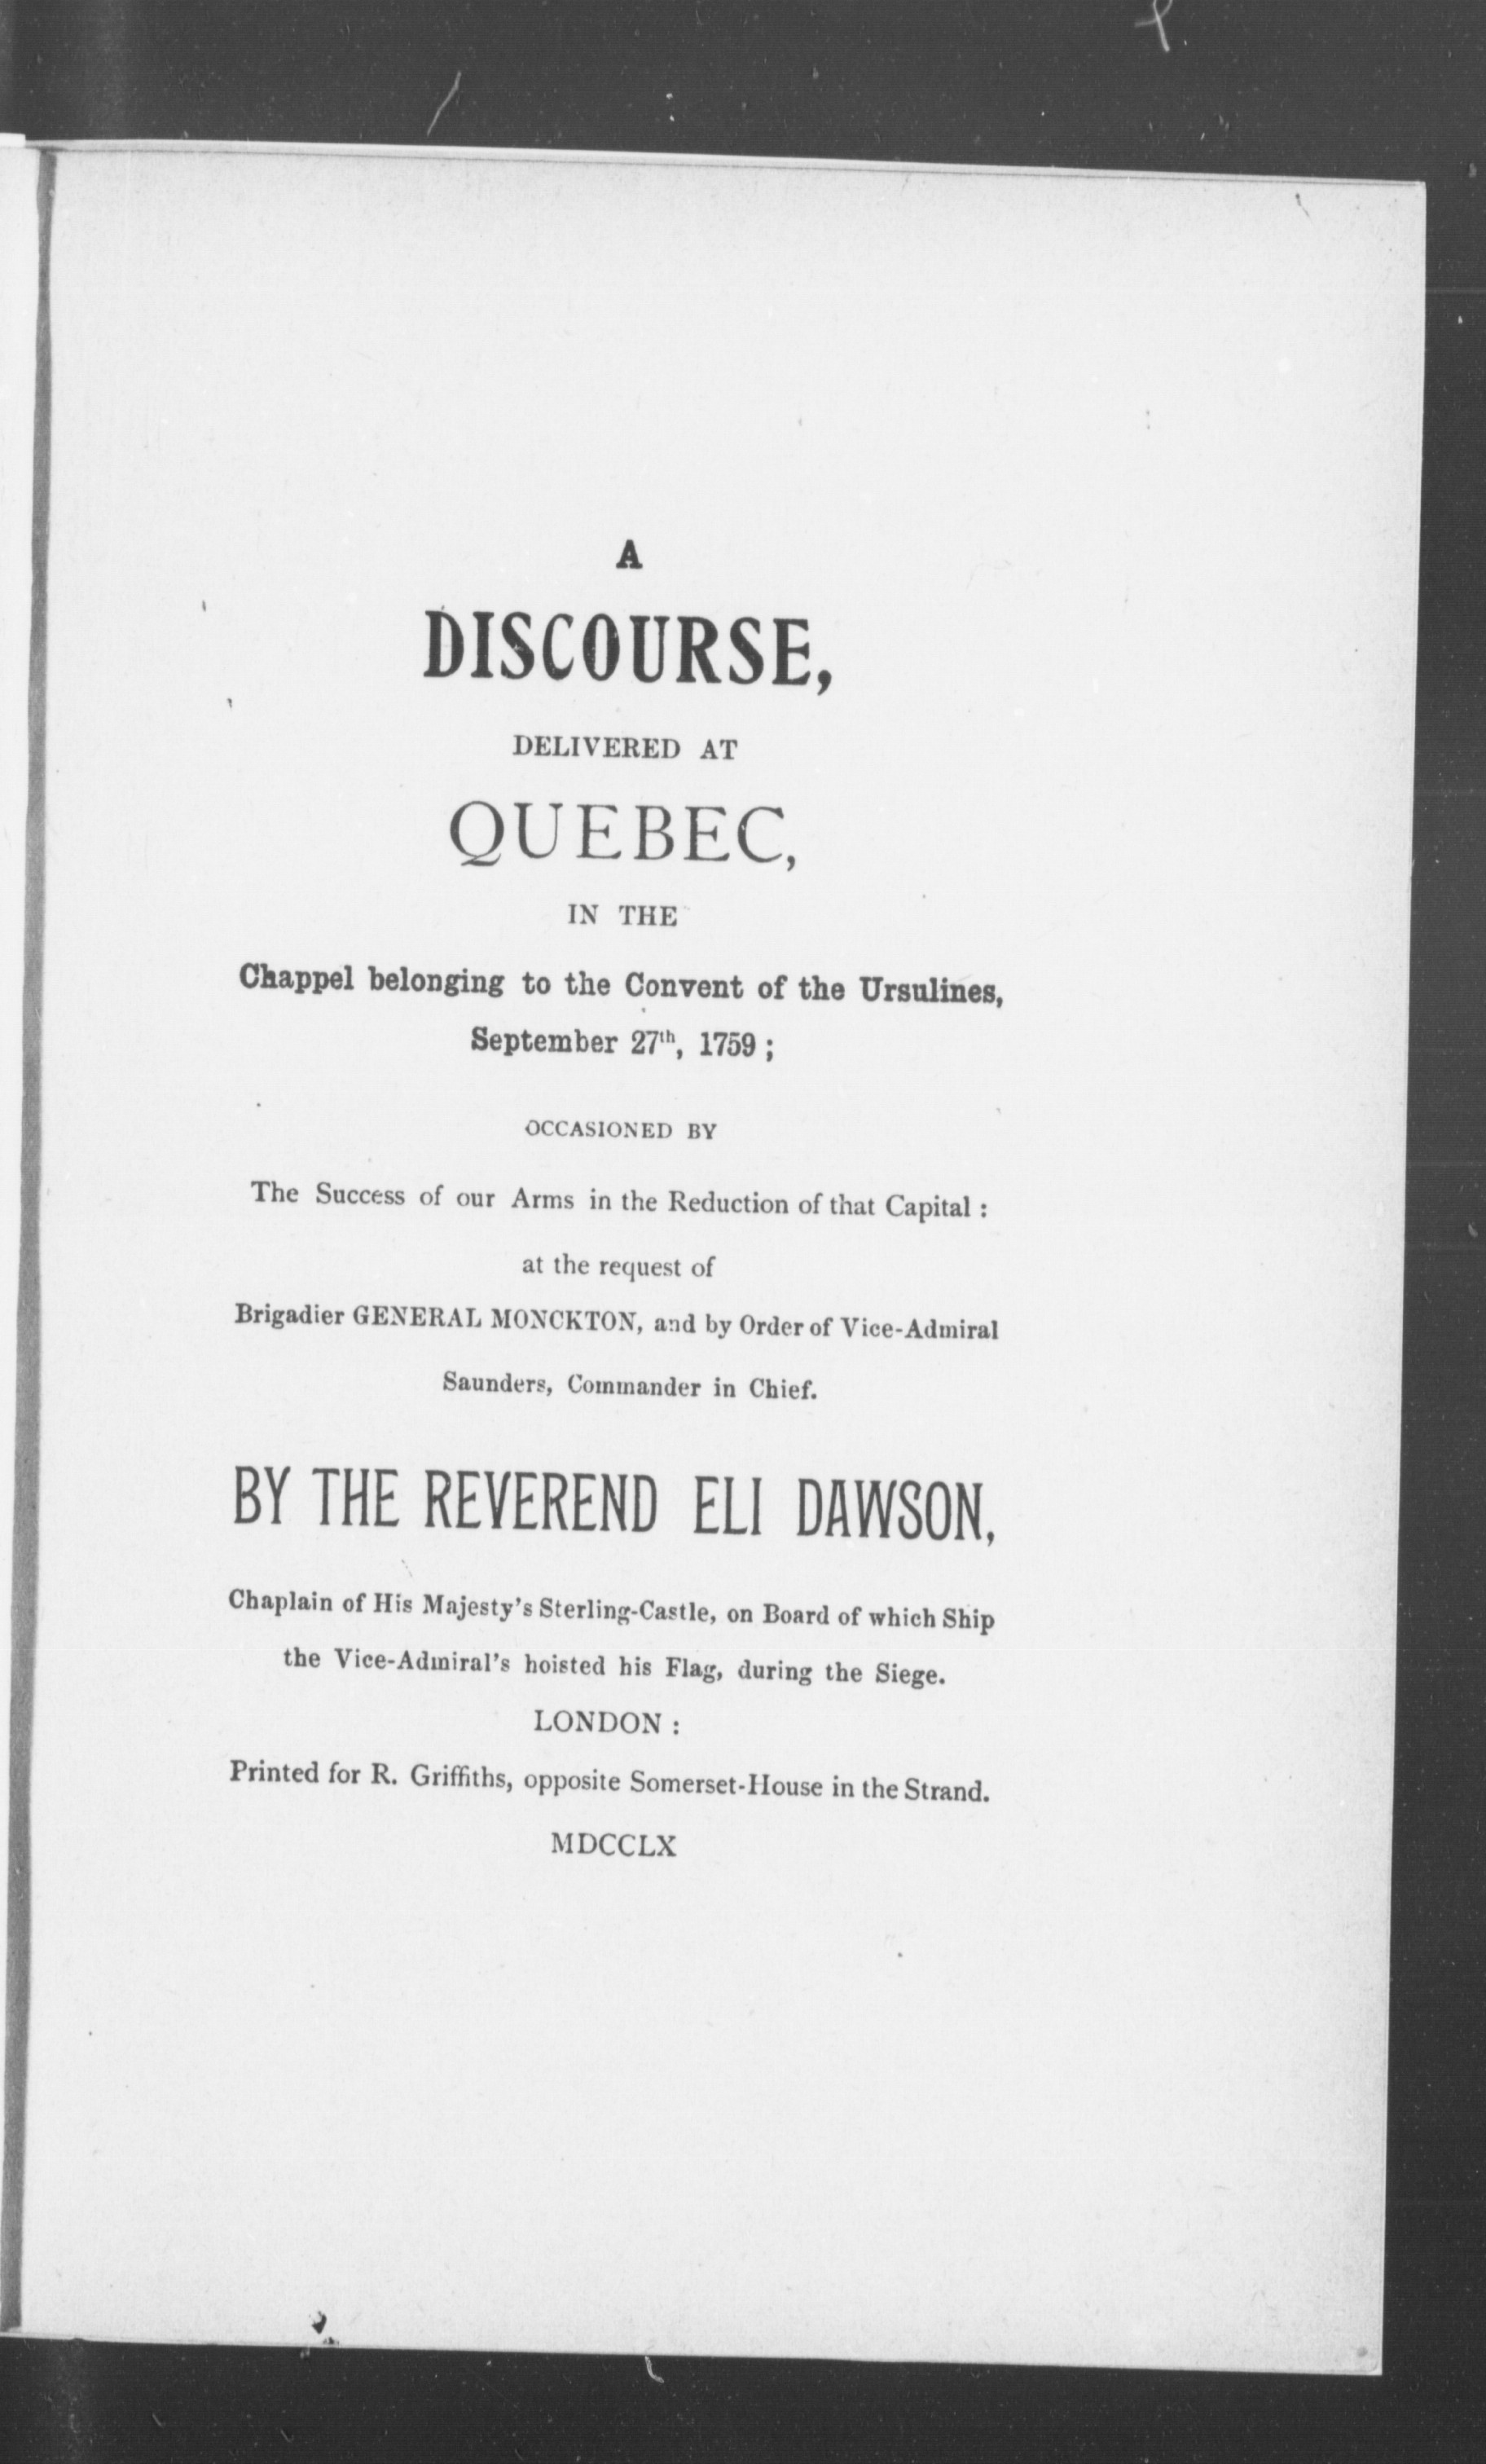 A
DISCOURSE,
DELIVERED AT
QUEBEC,
IN THE
Chappel belonging to the Convent of the Ursulines,
September 27th, 1759 ;
OCCASIONED BY
The Success of our Arms in the Reduction of that Capital :
at the request of
Brigadier GENERAL MONCKTON, and by Order of Vice-Admiral
Saunders, Commander in Chief.
BY THE REVEREND ELI DAWSON,
Chaplain of His Majesty's Sterling-Castle, on Board of which Ship
the Vice-Admiral's hoisted his Flag, during the Siege.
LONDON :
Printed for R. Griffiths, opposite Somerset-House in the Strand.
MDCCLX